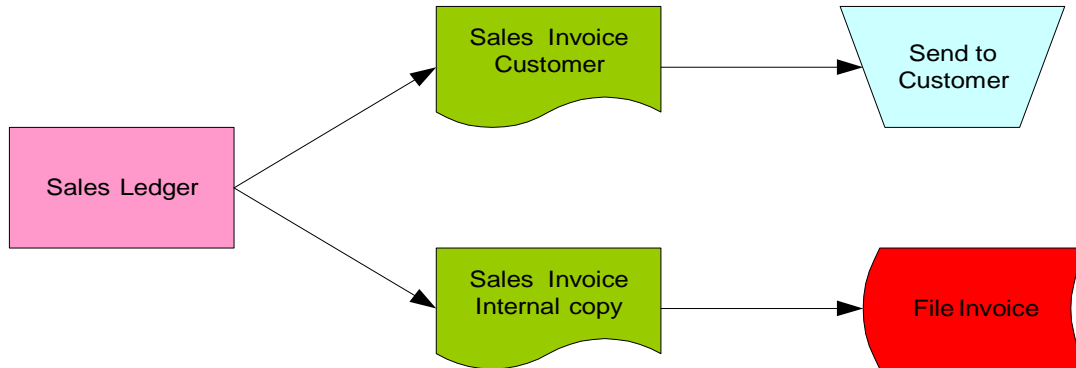 Sales Invoice
Customer
Send to
Customer
Sales Ledger
Sales Invoice
Internal copy
File Invoice